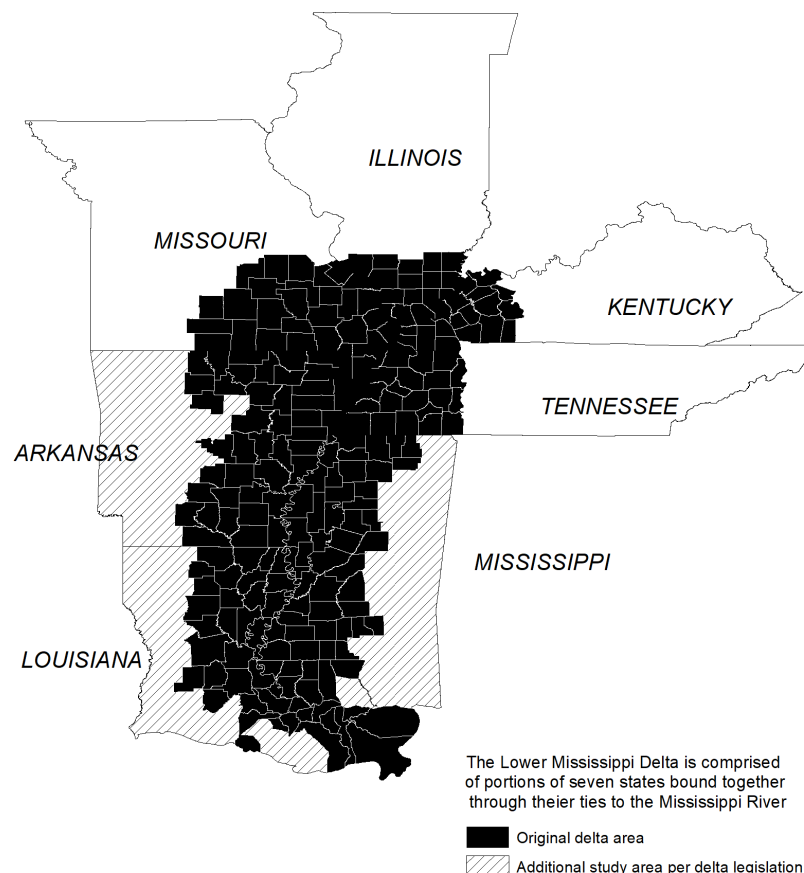 ILLINOIS
MISSOURI
KENTUCKY
TENNESSEE
ARKANSAS
MISSISSIPPI
LOUISIANA
The Lower Mississippi Delta is comprised
of portions of seven states bound together
through theier ties to the Mississippi River
Original delta area
Additional study area per delta legislation